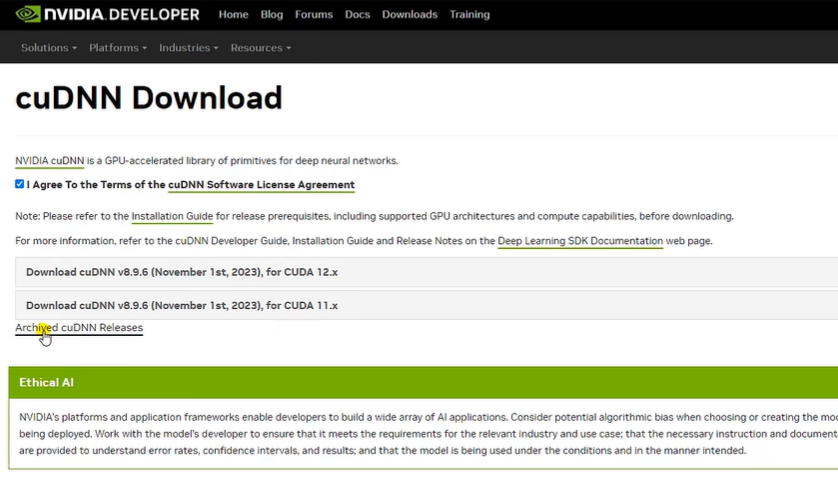 NVIDIA.DEVELOPER Home Blog Forums Docs Downloads Training
Solutions Platforms Industries Resources
cuDNN Download
NVIDIA cuDNN is a GPU-accelerated library of primitives for deep neural networks.
I Agree To the Terms of the cuDNN Software License Agreement
Note: Please refer to the Installation Guide for release prerequisites, including supported GPU architectures and compute capabilities, before downloading.
For more information, refer to the cuDNN Developer Guide, Installation Guide and Release Notes on the Deep Learning SDK Documentation web page.
Download cuDNN v8.9.6 (November 1st, 2023), for CUDA 12.x
Download cuDNN v8.9.6 (November 1st, 2023), for CUDA 11.x
Archived cuDNN Releases
Ethical AI
NVIDIA's platforms and application frameworks enable developers to build a wide array of AI applications. Consider potential algorithmic bias when choosing or creating the mo
being deployed. Work with the model's developer to ensure that it meets the requirements for the relevant industry and use case; that the necessary instruction and document
are provided to understand error rates, confidence intervals, and results; and that the model is being used under the conditions and in the manner intended.